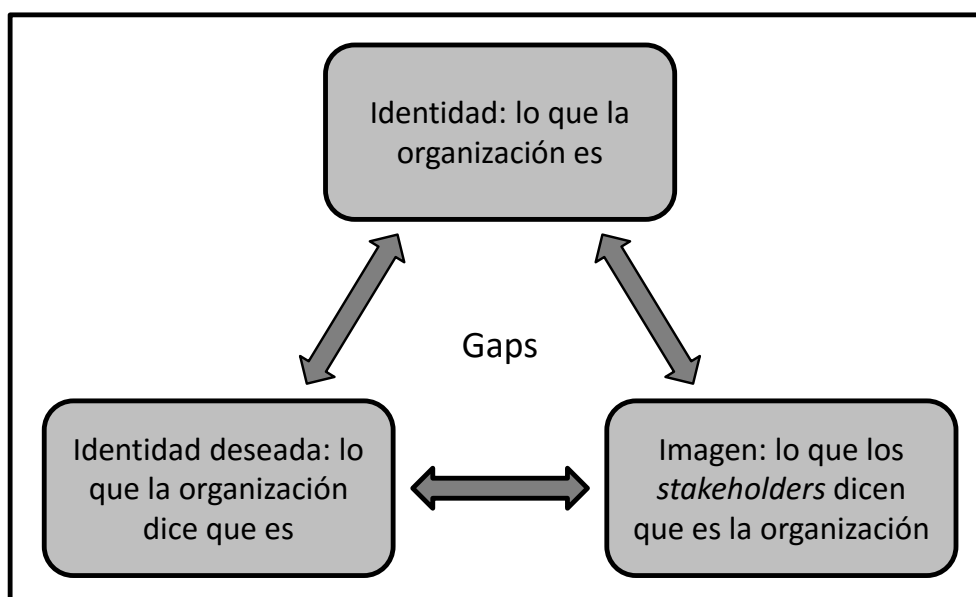 Identidad: lo que la
organización es
Gaps
Identidad deseada: lo
que la organización
dice que es
Imagen: lo que los
stakeholders dicen
que es la organización